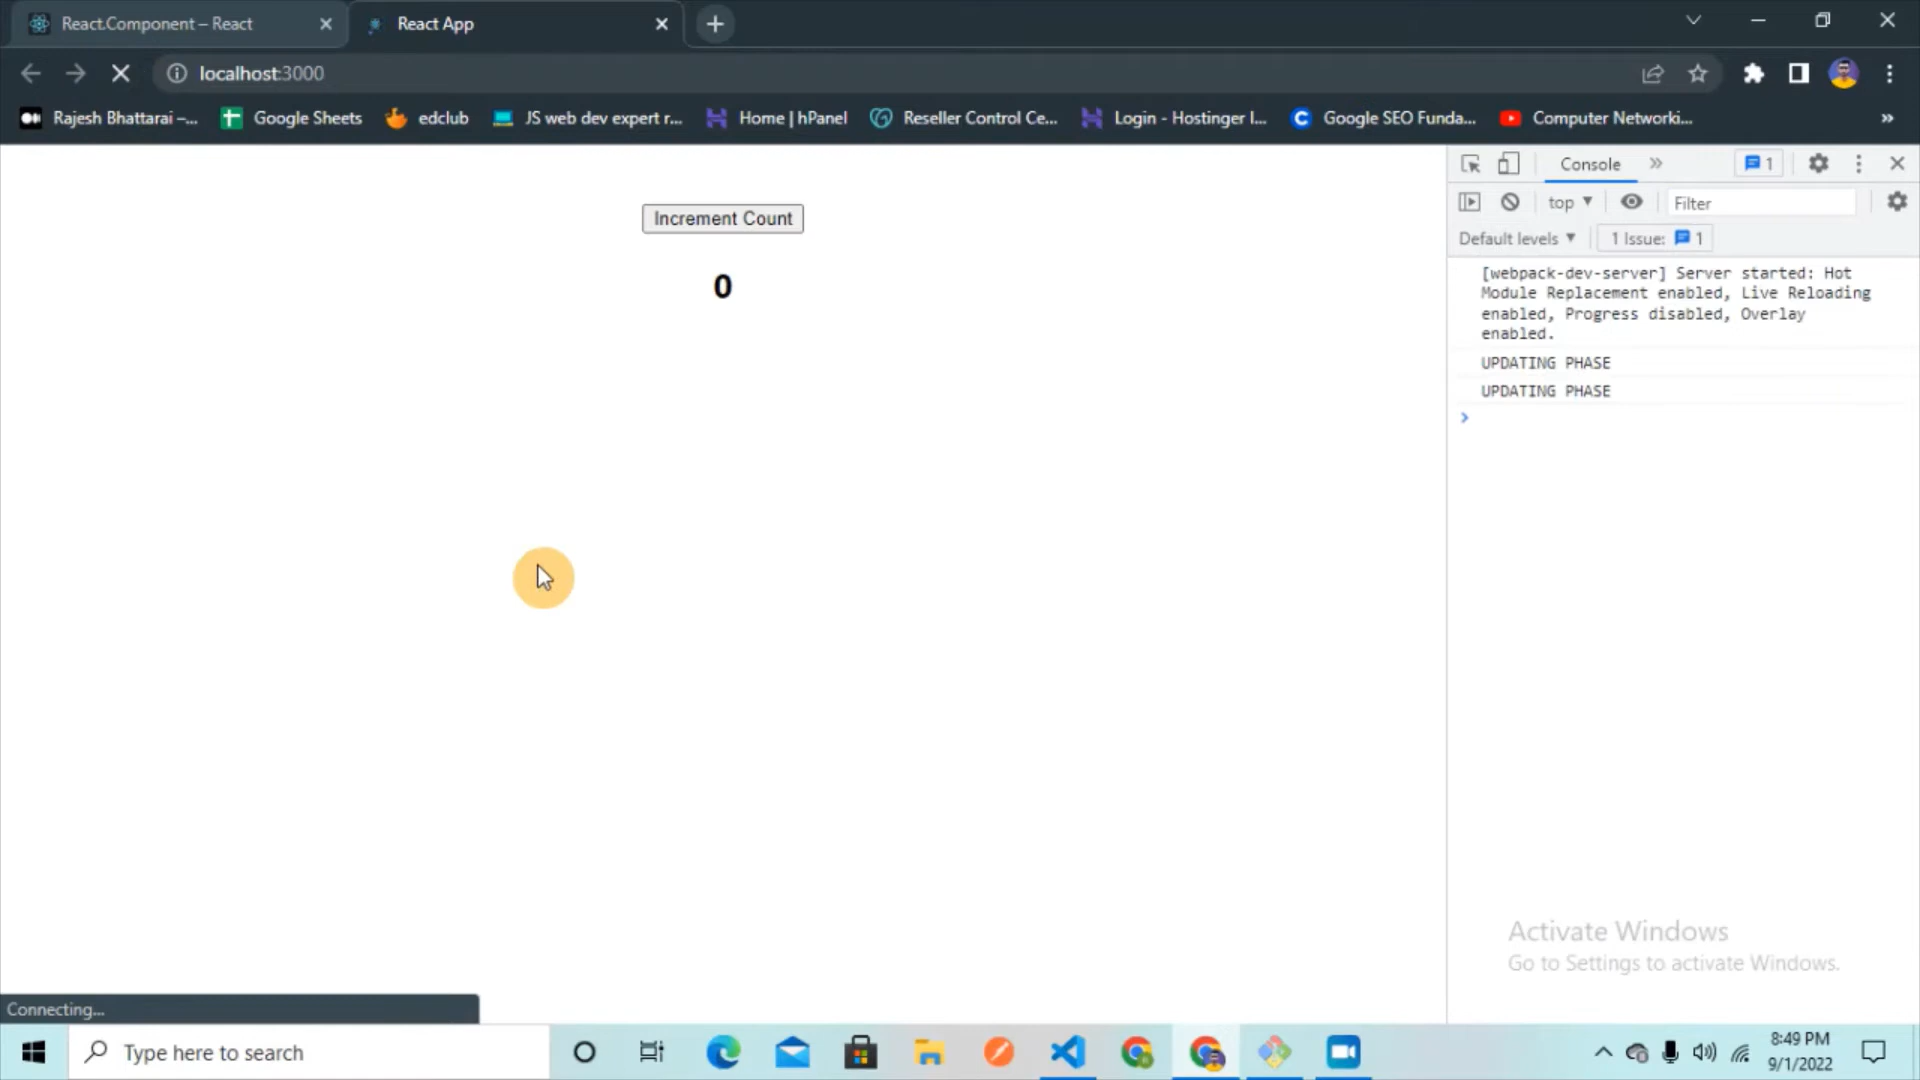 React.Component – React
React App
localhost:3000
Rajesh Bhattarai –...
Google Sheets
edclub
JS web dev expert r...
Home | hPanel
Reseller Control Ce...
Login - Hostinger I...
Google SEO Funda...
Computer Networki...
»
Increment Count
0
Console
1
top
Filter
Default levels
1 Issue:
1
[webpack-dev-server] Server started: Hot
Module Replacement enabled, Live Reloading
enabled, Progress disabled, Overlay
enabled.
UPDATING PHASE
UPDATING PHASE
Activate Windows
Go to Settings to activate Windows.
Connecting...
Type here to search
8:49 PM
9/1/2022